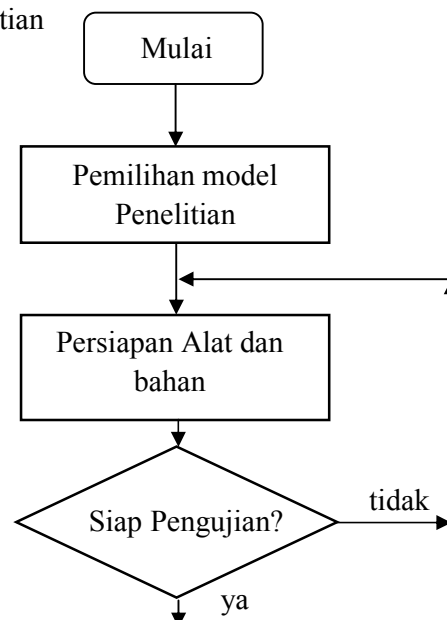 tian
Mulai
Pemilihan model
Penelitian
Persiapan Alat dan
bahan
Siap Pengujian?
tidak
ya